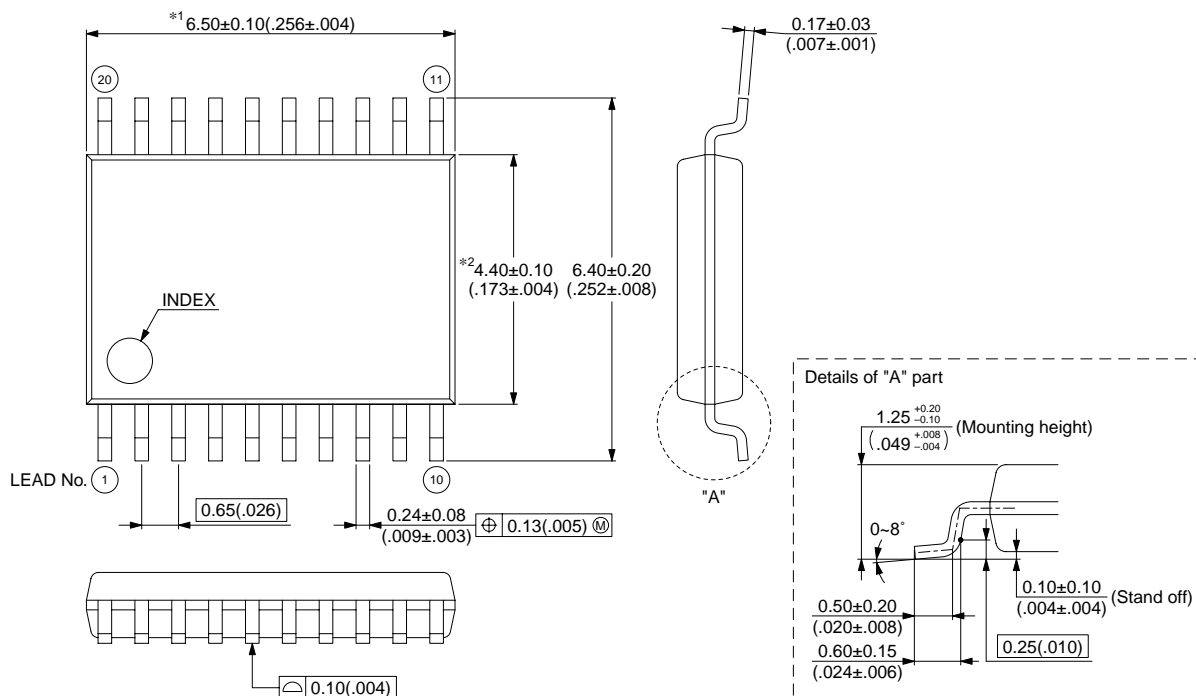 *1 6.50±0.10(.256±.004)
0.17±0.03
(.007±.001)
20
11
*2 4.40±0.10
(.173±.004)
6.40±0.20
(.252±.008)
INDEX
LEAD No.
1
10
"A"
0.65(.026)
0.24±0.08
(.009±.003)
⌖ 0.13(.005) Ⓜ
⌓ 0.10(.004)
Details of "A" part
1.25 +0.20 –0.10
(.049 +.008 –.004)
(Mounting height)
0~8°
0.50±0.20
(.020±.008)
0.60±0.15
(.024±.006)
0.10±0.10
(.004±.004)
(Stand off)
0.25(.010)